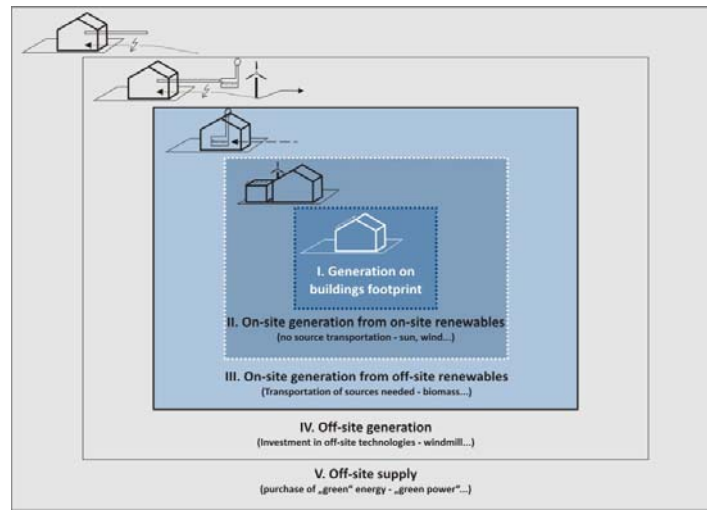 I. Generation on
buildings footprint
II. On-site generation from on-site renewables
(no source transportation - sun, wind...)
III. On-site generation from off-site renewables
(Transportation of sources needed - biomass...)
IV. Off-site generation
(Investment in off-site technologies - windmill...)
V. Off-site supply
(purchase of „green“ energy - „green power“...)